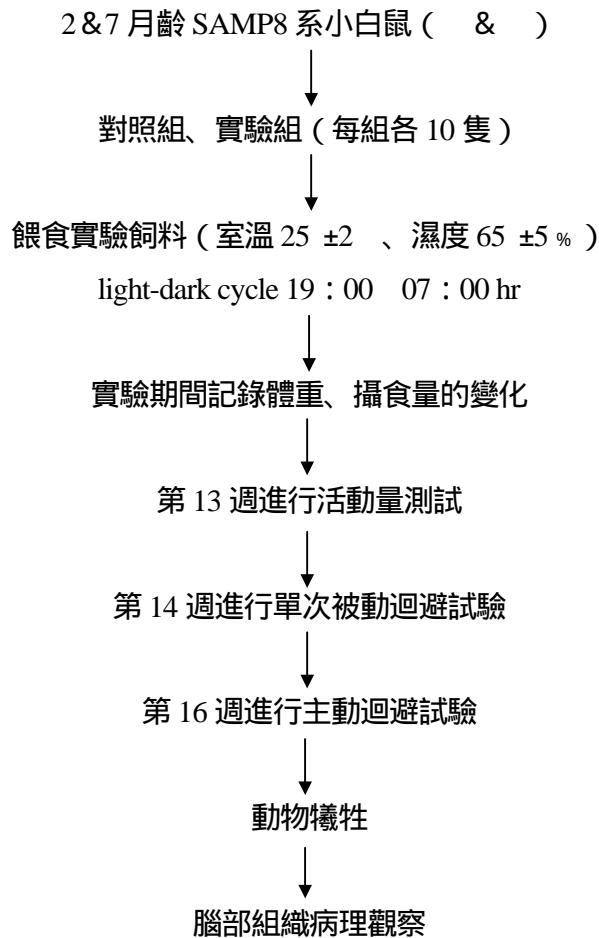 2&7 月齡 SAMP8 系小白鼠( & )
對照組、實驗組(每組各 10 隻)
餵食實驗飼料(室溫 25 ±2 、濕度 65 ±5﹪)
light-dark cycle 19:00 07:00 hr
實驗期間記錄體重、攝食量的變化
第 13 週進行活動量測試
第 14 週進行單次被動迴避試驗
第 16 週進行主動迴避試驗
動物犧牲
腦部組織病理觀察